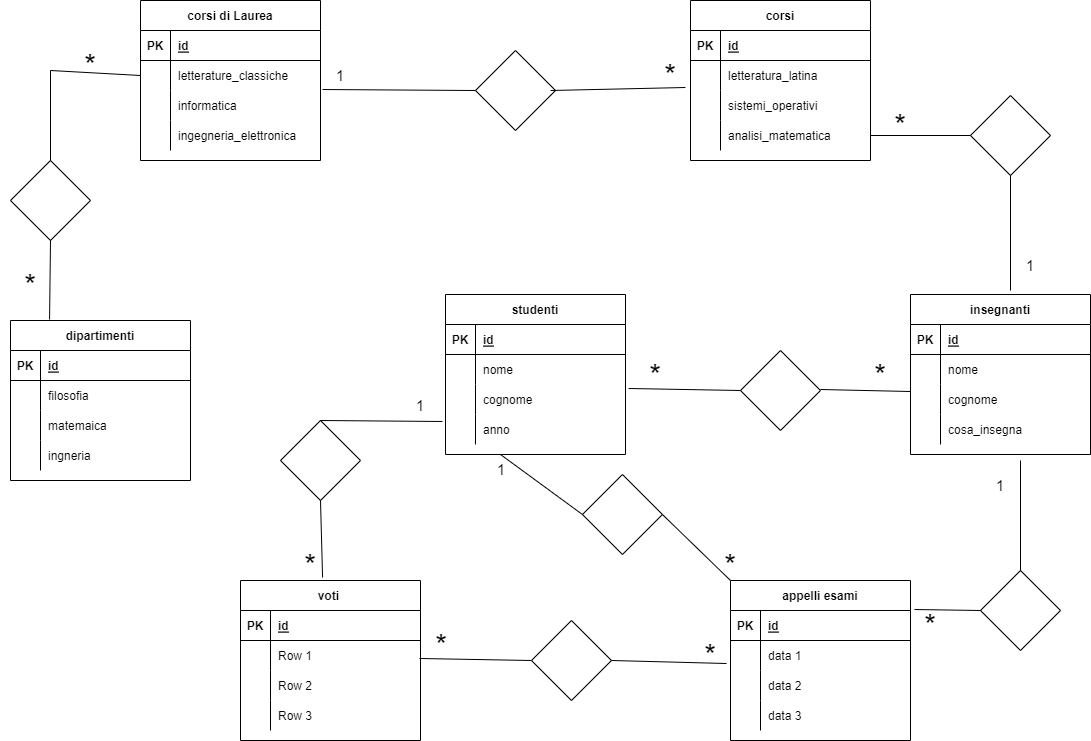 corsi di Laurea
PK id
letterature_classiche
informatica
ingegneria_elettronica
corsi
PK id
letteratura_latina
sistemi_operativi
analisi_matematica
*
1
*
*
*
1
dipartimenti
PK id
filosofia
matemaica
ingneria
studenti
PK id
nome
cognome
anno
*
*
insegnanti
PK id
nome
cognome
cosa_insegna
1
1
1
*
*
*
voti
PK id
Row 1
Row 2
Row 3
*
*
appelli esami
PK id
data 1
data 2
data 3